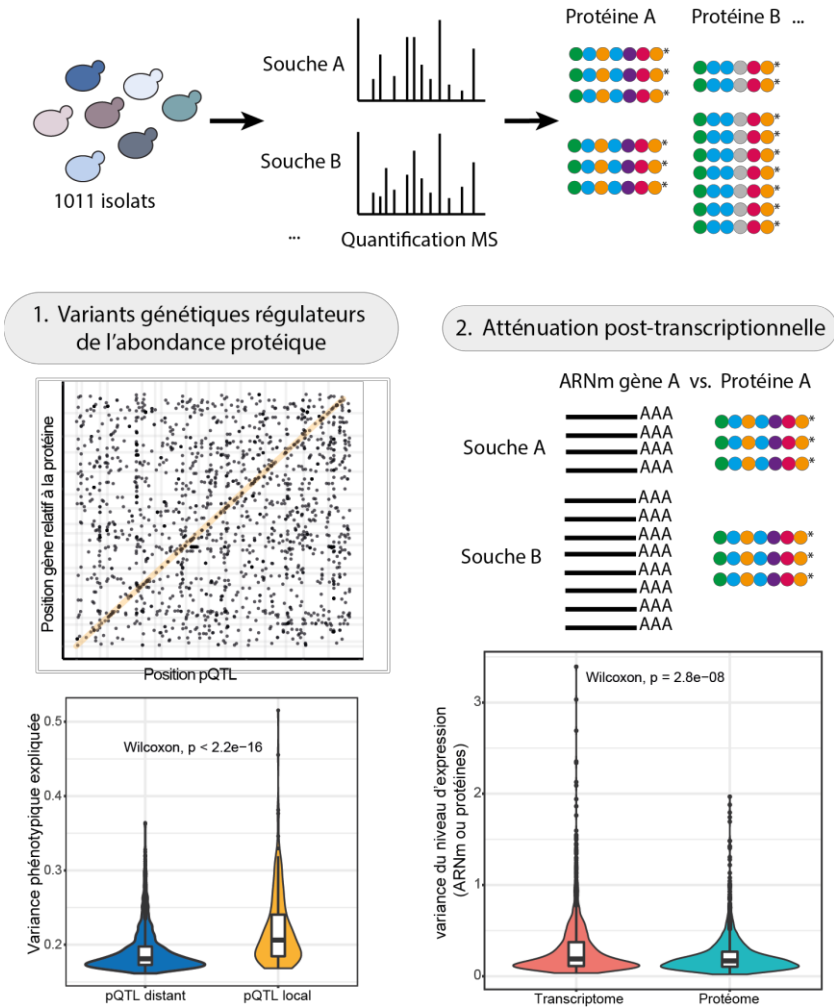 Protéine A
Protéine B ...
Souche A
Souche B
1011 isolats
...
Quantification MS
1. Variants génétiques régulateurs
de l'abondance protéique
2. Atténuation post-transcriptionnelle
Position gène relatif à la protéine
Position pQTL
ARNm gène A vs. Protéine A
Souche A
AAA
AAA
AAA
AAA
Souche B
AAA
AAA
AAA
AAA
AAA
AAA
AAA
AAA
Variance phénotypique expliquée
0.5
0.4
0.3
0.2
Wilcoxon, p < 2.2e−16
pQTL distant
pQTL local
variance du niveau d'expression
(ARNm ou protéines)
3
2
1
0
Wilcoxon, p = 2.8e−08
Transcriptome
Protéome